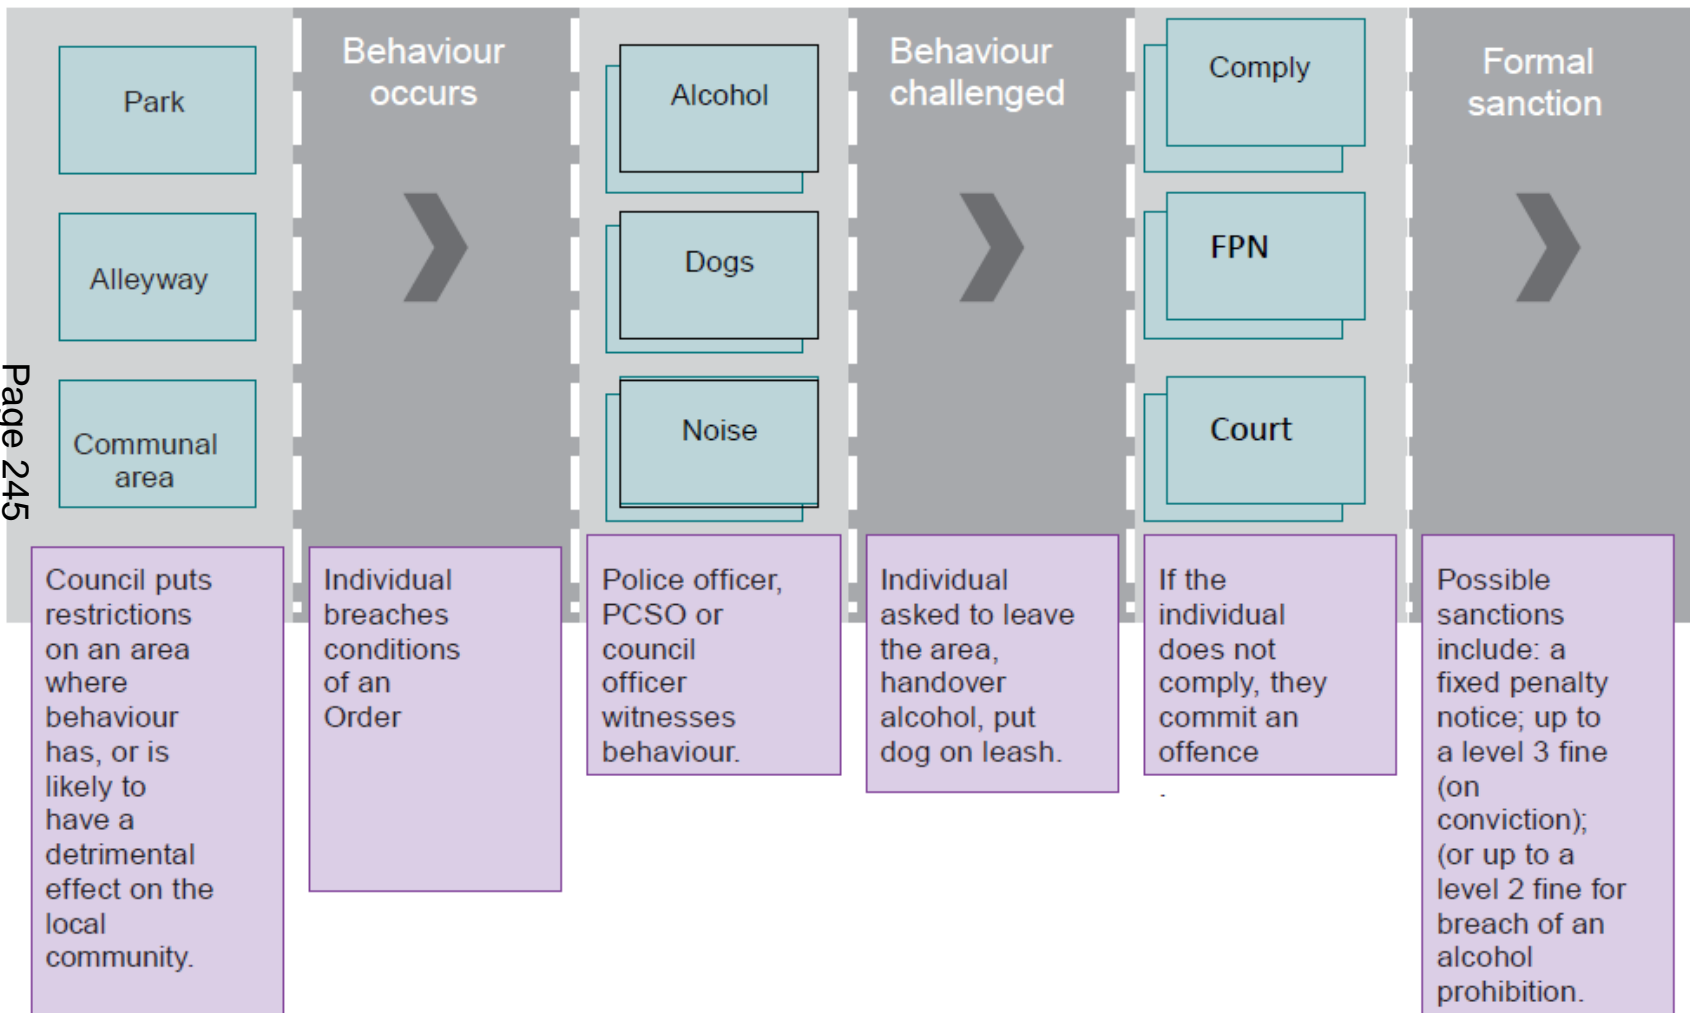 Park
Alleyway
Communal
area
Behaviour
occurs
Alcohol
Dogs
Noise
Behaviour
challenged
Comply
FPN
Court
Formal
sanction
Page 245
Council puts
restrictions
on an area
where
behaviour
has, or is
likely to
have a
detrimental
effect on the
local
community.
Individual
breaches
conditions
of an
Order
Police officer,
PCSO or
council
officer
witnesses
behaviour.
Individual
asked to leave
the area,
handover
alcohol, put
dog on leash.
If the
individual
does not
comply, they
commit an
offence
.
Possible
sanctions
include: a
fixed penalty
notice; up to
a level 3 fine
(on
conviction);
(or up to a
level 2 fine for
breach of an
alcohol
prohibition.